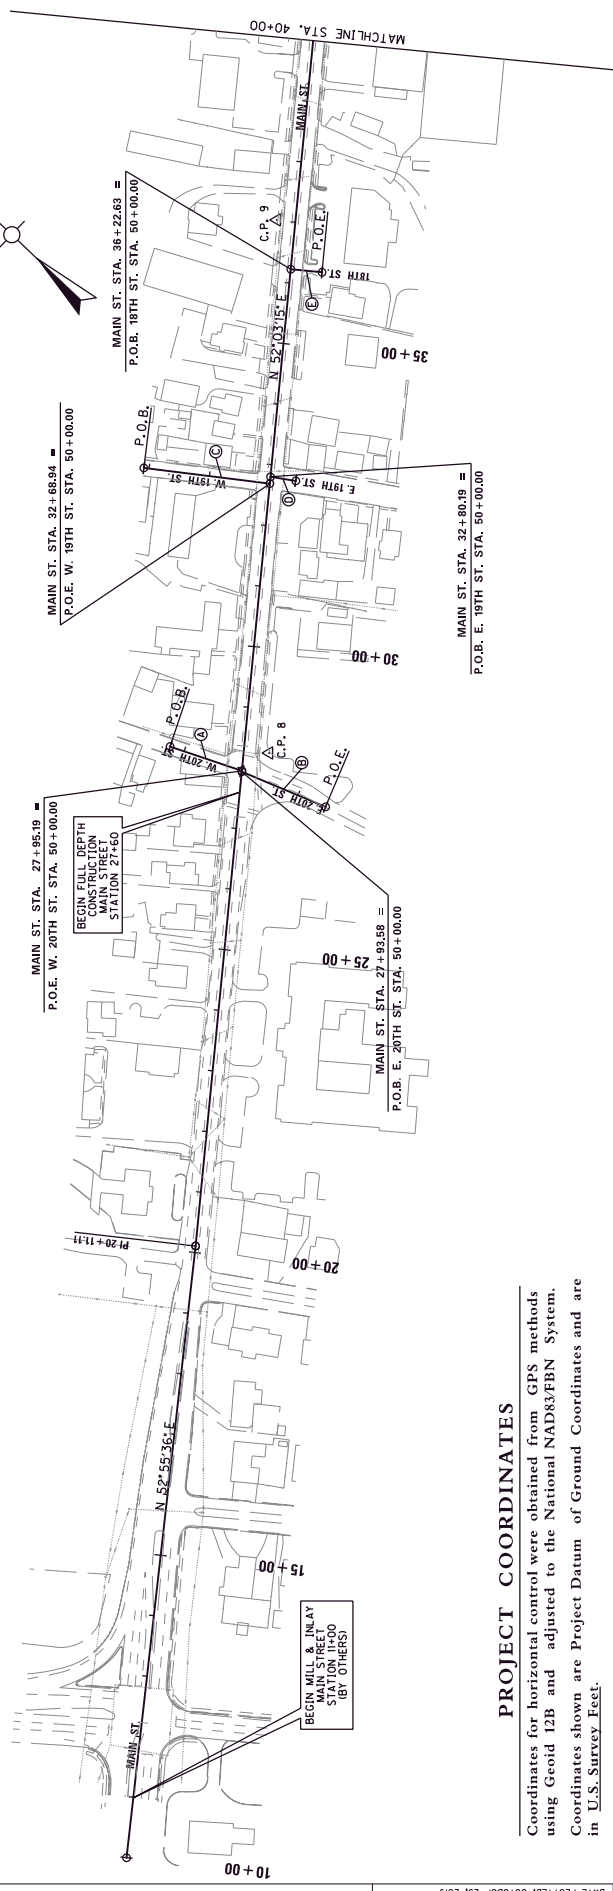 MATCHLINE STA. 40+00
MAIN ST.
C.P. 9
MAIN ST. STA. 36+22.63 =
P.O.B. 18TH ST. STA. 50+00.00
P.O.E.
18TH ST.
E
N 52°03'15" E
35+00
P.O.B.
C
W. 19TH ST.
MAIN ST. STA. 32+68.94 =
P.O.E. W. 19TH ST. STA. 50+00.00
E. 19TH ST.
D
MAIN ST. STA. 32+80.19 =
P.O.B. E. 19TH ST. STA. 50+00.00
30+00
P.O.B.
A
W. 20TH ST.
C.P. 8
B
P.O.E.
E. 20TH ST.
MAIN ST. STA. 27+95.19 =
P.O.E. W. 20TH ST. STA. 50+00.00
BEGIN FULL DEPTH
CONSTRUCTION
MAIN STREET
STATION 27+60
25+00
MAIN ST. STA. 27+93.58 =
P.O.B. E. 20TH ST. STA. 50+00.00
PI 20+11.11
20+00
N 52°55'36" E
15+00
BEGIN MILL & INLAY
MAIN STREET
STATION 11+00
(BY OTHERS)
MAIN ST.
10+00
PROJECT COORDINATES
Coordinates for horizontal control were obtained from GPS methods
using Geoid 12B and adjusted to the National NAD83/FBN System.
Coordinates shown are Project Datum of Ground Coordinates and are
in U.S. Survey Feet.